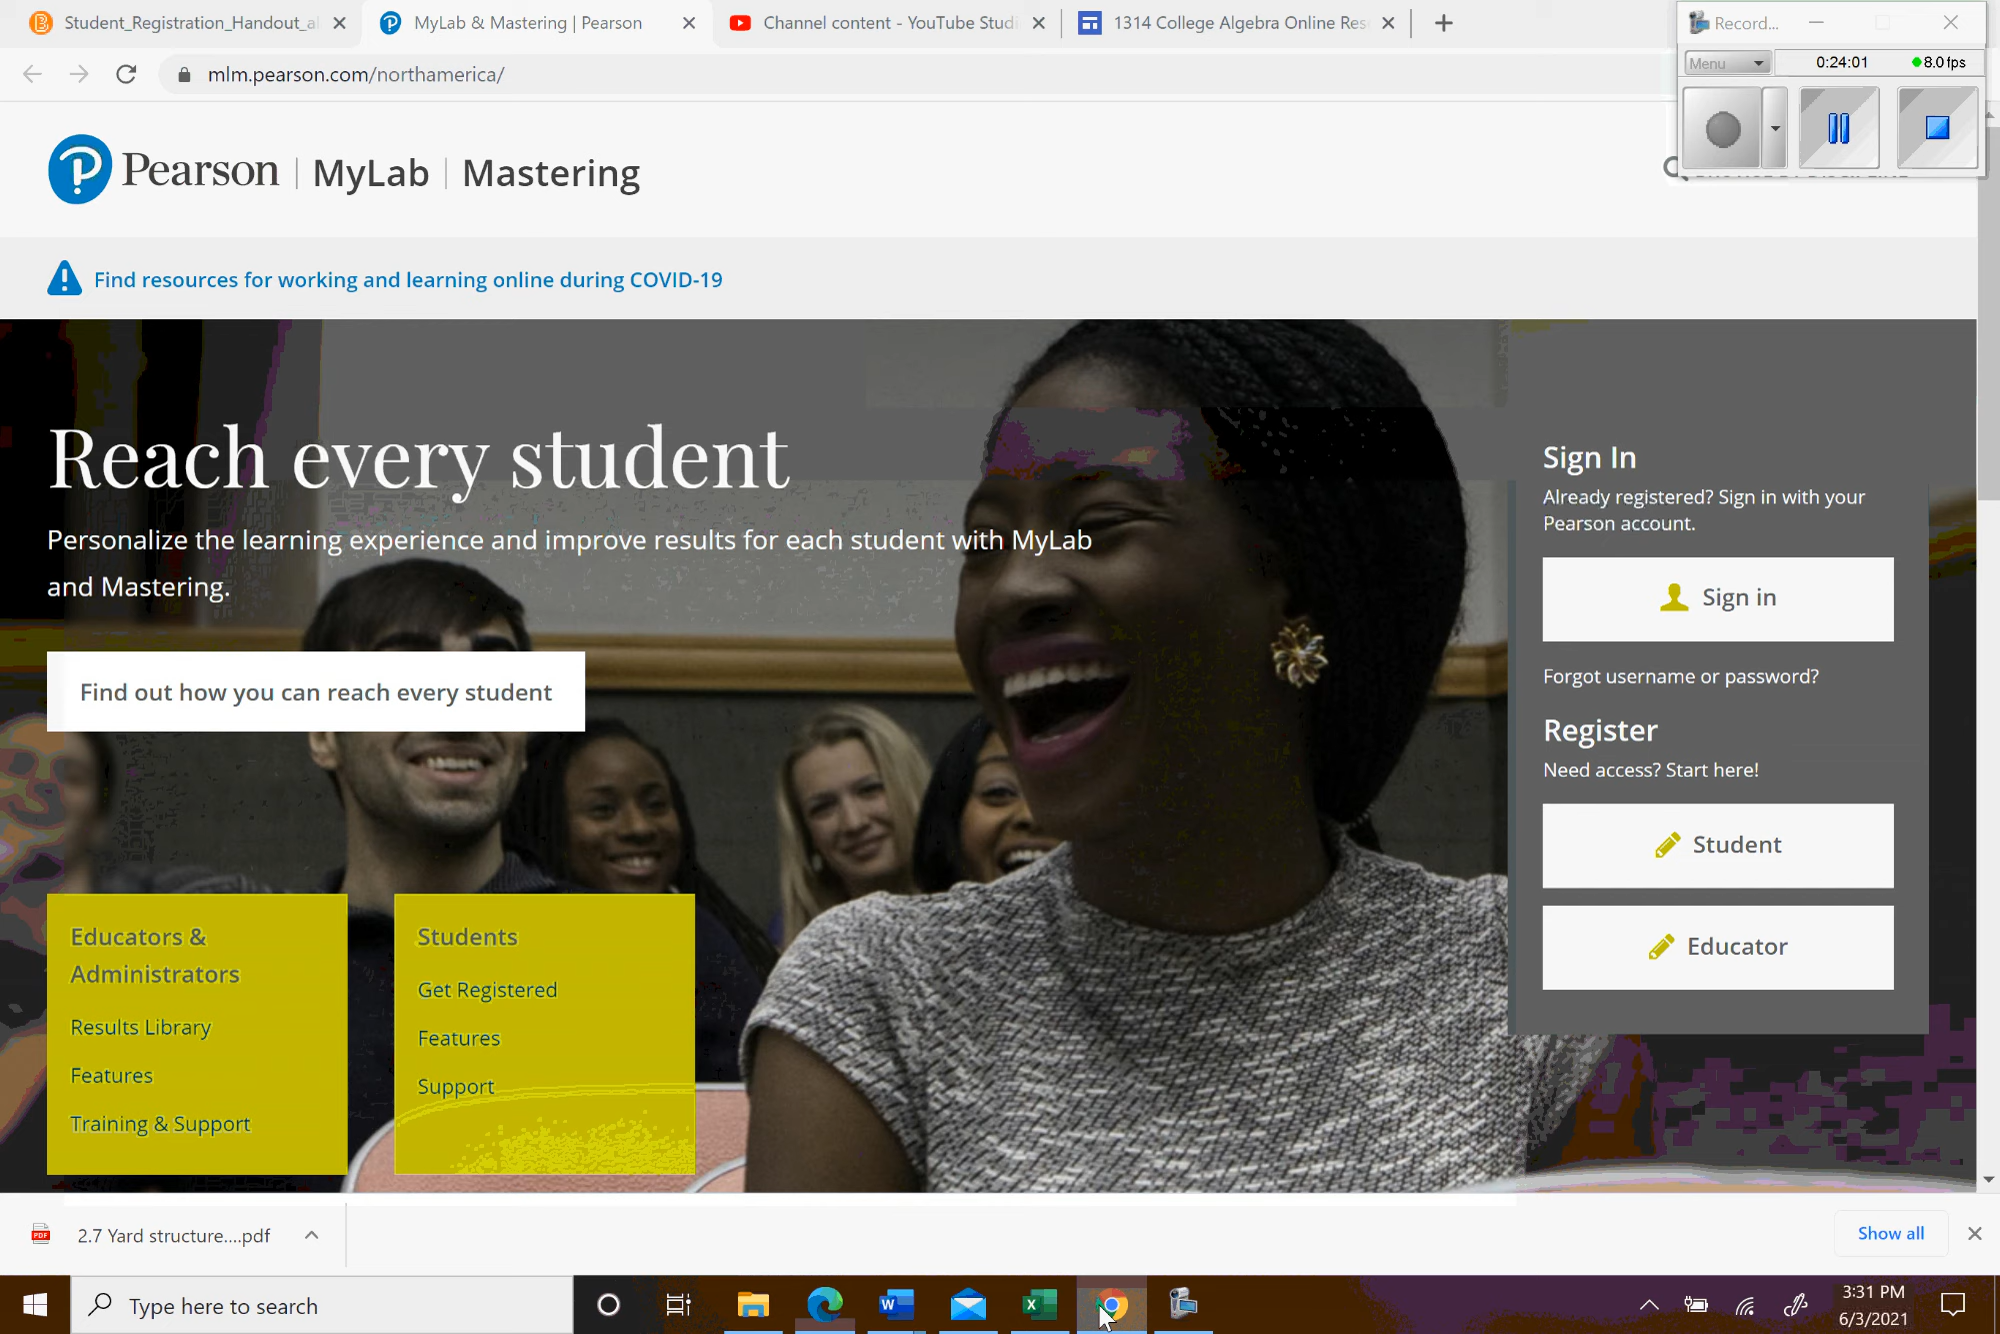 Student_Registration_Handout_a
MyLab & Mastering | Pearson
Channel content - YouTube Stud
1314 College Algebra Online Res
Record...
mlm.pearson.com/northamerica/
Menu
0:24:01
8.0 fps
Pearson | MyLab | Mastering
Find resources for working and learning online during COVID-19
Reach every student
Personalize the learning experience and improve results for each student with MyLab
and Mastering.
Find out how you can reach every student
Educators &
Administrators
Results Library
Features
Training & Support
Students
Get Registered
Features
Support
Sign In
Already registered? Sign in with your
Pearson account.
Sign in
Forgot username or password?
Register
Need access? Start here!
Student
Educator
PDF
2.7 Yard structure....pdf
Show all
Type here to search
3:31 PM
6/3/2021